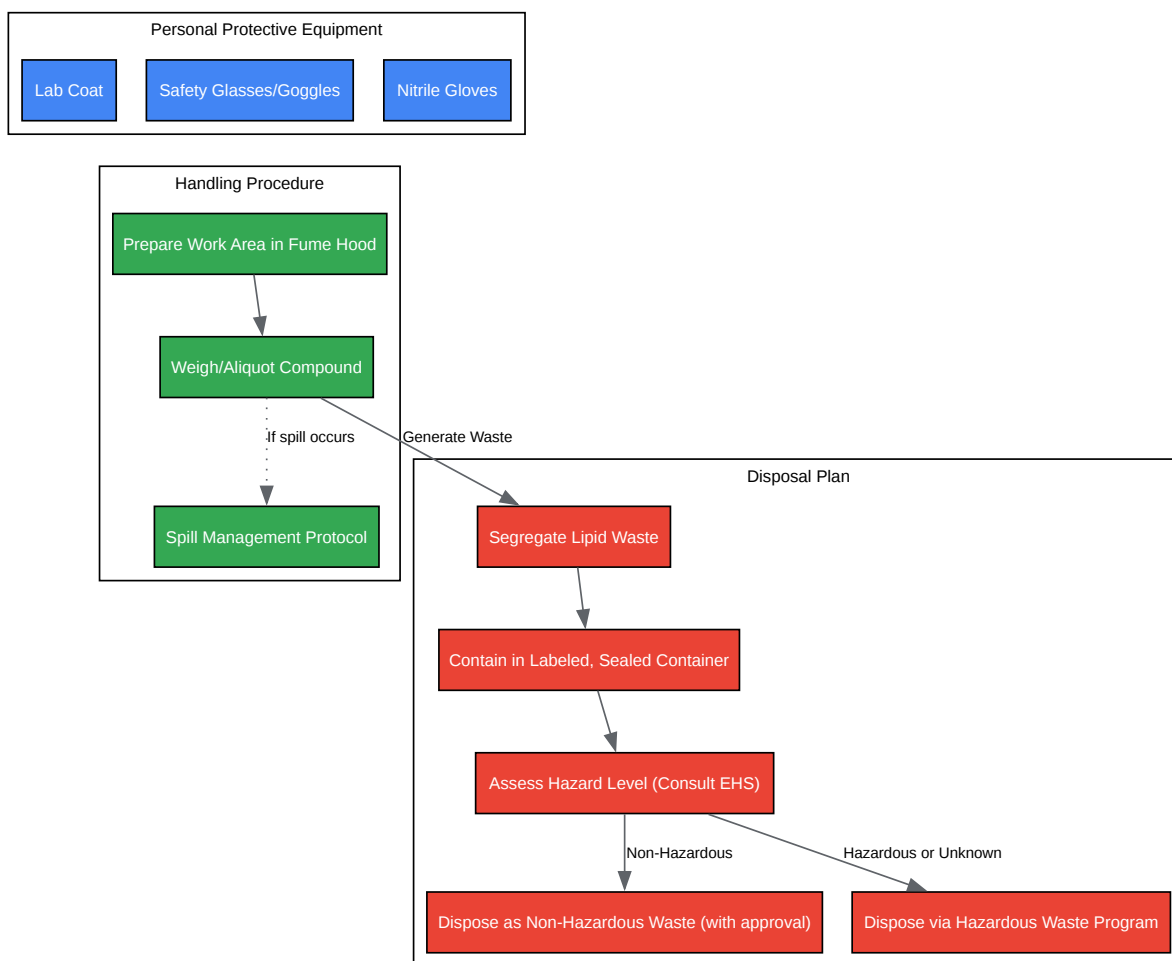 Personal Protective Equipment
Lab Coat
Safety Glasses/Goggles
Nitrile Gloves
Handling Procedure
Prepare Work Area in Fume Hood
Weigh/Aliquot Compound
If spill occurs
Generate Waste
Spill Management Protocol
Disposal Plan
Segregate Lipid Waste
Contain in Labeled, Sealed Container
Assess Hazard Level (Consult EHS)
Non-Hazardous
Hazardous or Unknown
Dispose as Non-Hazardous Waste (with approval)
Dispose via Hazardous Waste Program